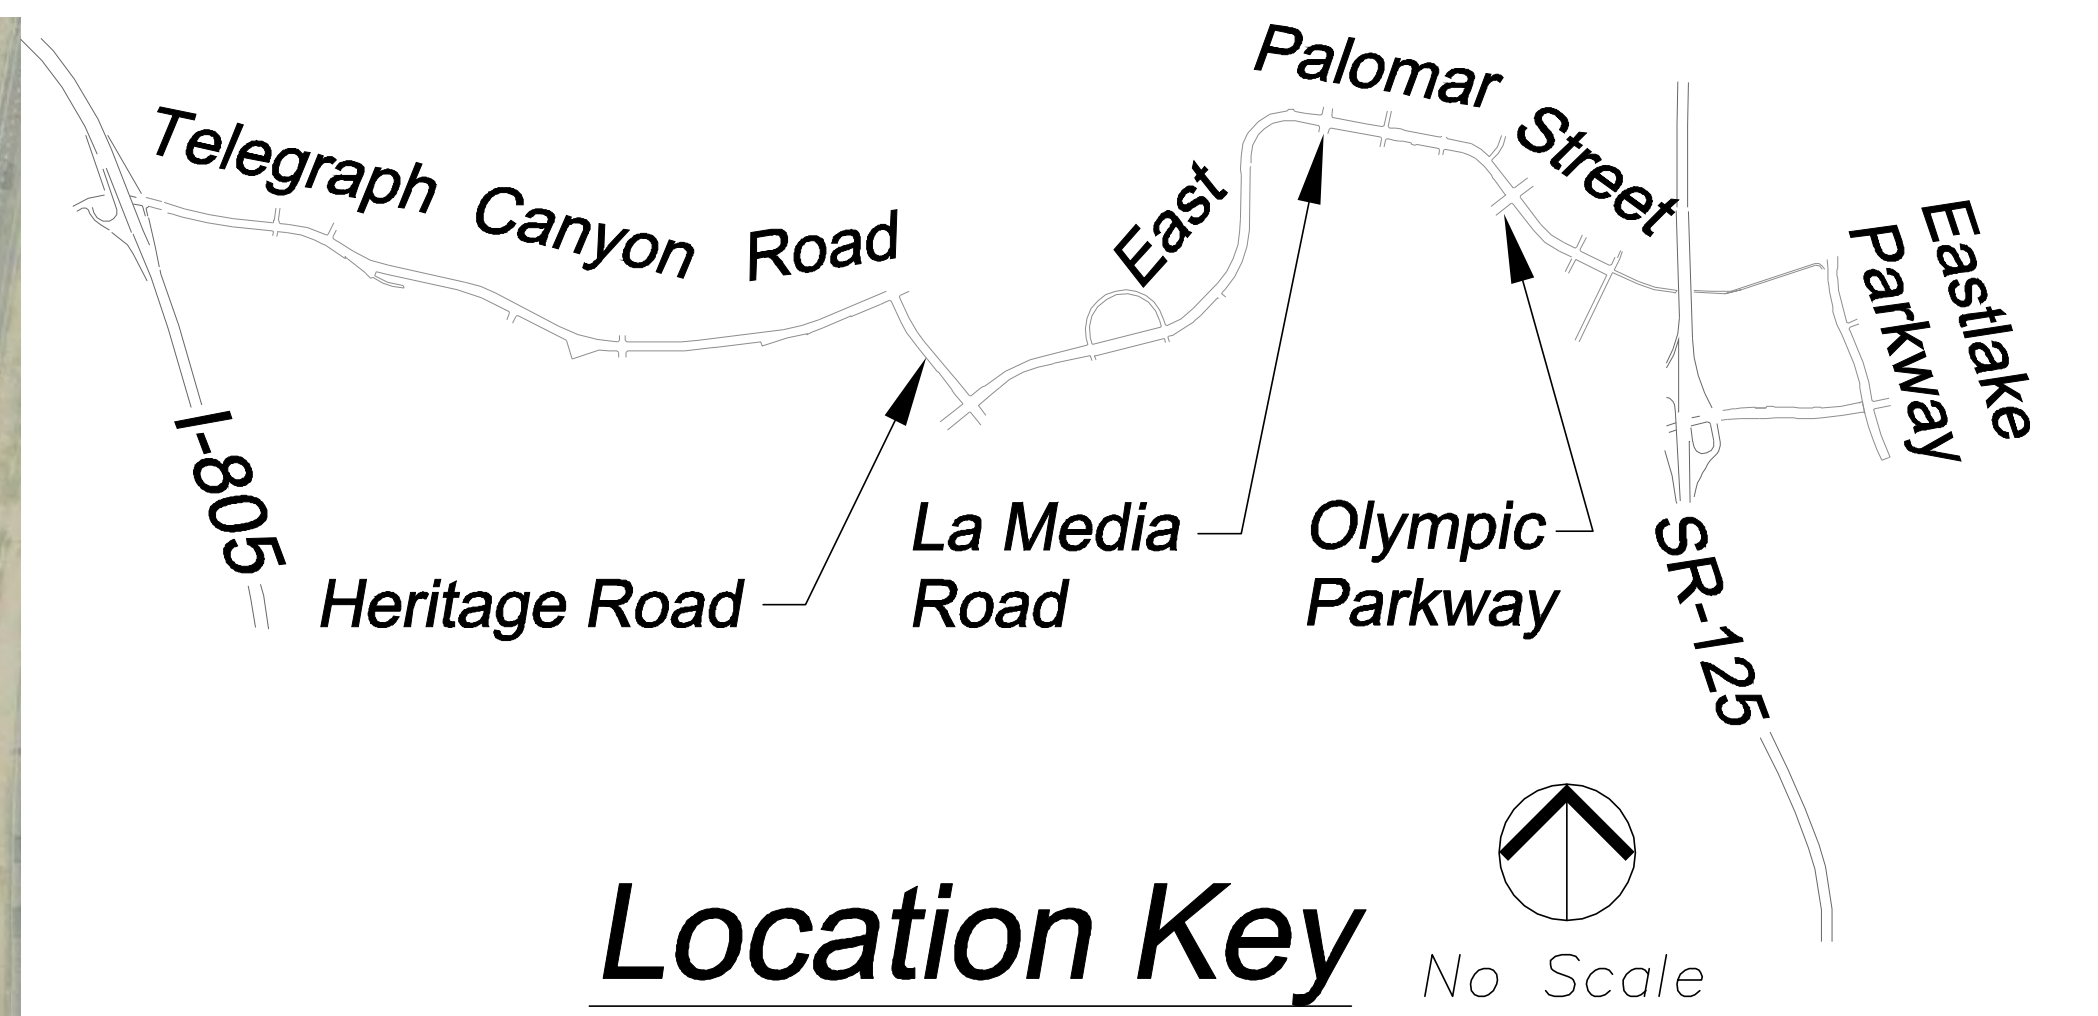 Telegraph Canyon Road
East Palomar Street
Eastlake
Parkway
I-805
Heritage Road
La Media
Road
Olympic
Parkway
SR-125
Location Key
No Scale